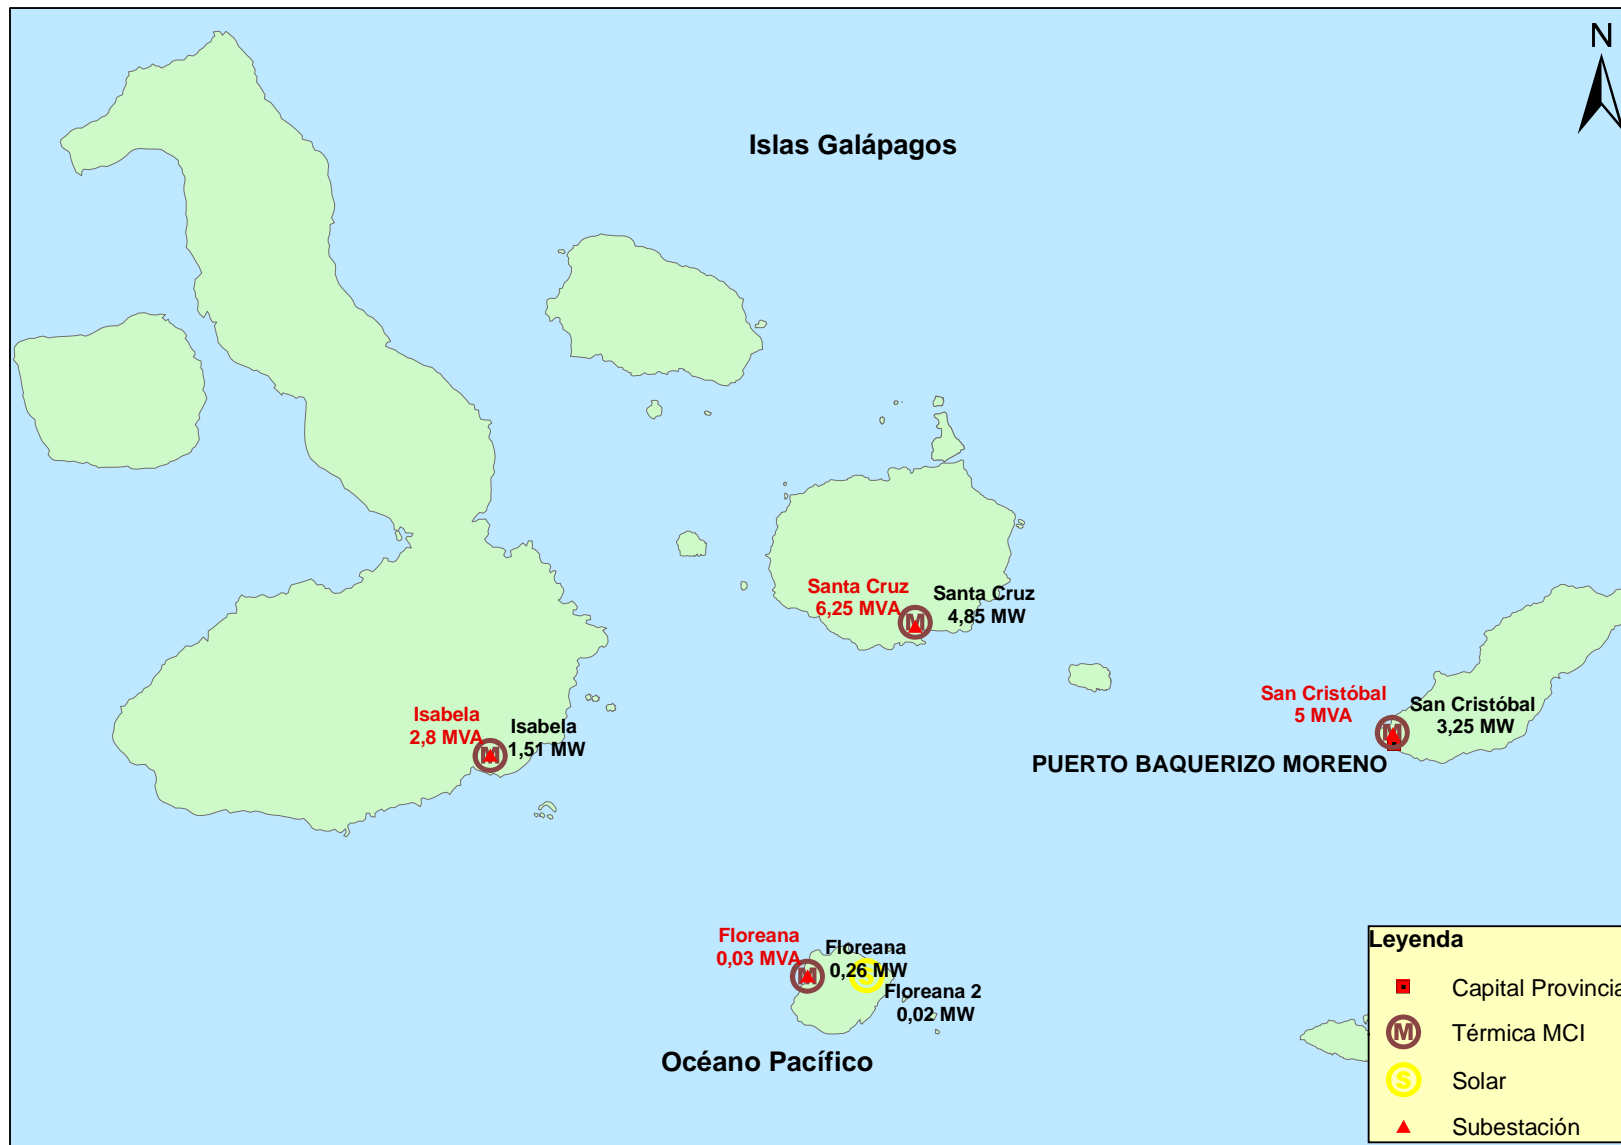 N
Islas Galápagos
Santa Cruz
6,25 MVA
Santa Cruz
4,85 MW
M
San Cristóbal
5 MVA
San Cristóbal
3,25 MW
M
PUERTO BAQUERIZO MORENO
Isabela
2,8 MVA
Isabela
1,51 MW
M
Floreana
0,03 MVA
Floreana
0,26 MW
M
S
Floreana 2
0,02 MW
Océano Pacífico
Leyenda
Capital Provincia
M Térmica MCI
S Solar
Subestación